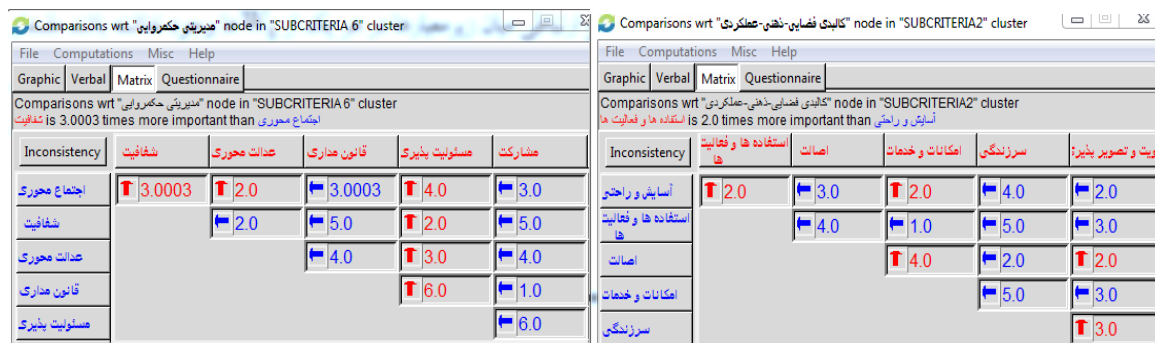 Comparisons wrt "مدیریتی حکمروایی" node in "SUBCRITERIA 6" cluster
File Computations Misc Help
Graphic Verbal Matrix Questionnaire
Comparisons wrt "مدیریتی حکمروایی" node in "SUBCRITERIA 6" cluster
اجتماع محوری is 3.0003 times more important than شفافیت
Inconsistency شفافیت عدالت محوری قانون مداری مسئولیت پذیری مشارکت
اجتماع محوری 3.0003 2.0 3.0003 4.0 3.0
شفافیت 2.0 5.0 2.0 5.0
عدالت محوری 4.0 3.0 4.0
قانون مداری 6.0 1.0
مسئولیت پذیری 6.0
Comparisons wrt "کالبدی فضایی-ذهنی-عملکردی" node in "SUBCRITERIA2" cluster
File Computations Misc Help
Graphic Verbal Matrix Questionnaire
Comparisons wrt "کالبدی فضایی-ذهنی-عملکردی" node in "SUBCRITERIA2" cluster
آسایش و راحتی is 2.0 times more important than استفاده ها و فعالیت ها
Inconsistency استفاده ها و فعالیت ها اصالت امکانات و خدمات سرزندگی ویت و تصویر پذیری
آسایش و راحتی 2.0 3.0 2.0 4.0 2.0
استفاده ها و فعالیت ها 4.0 1.0 5.0 3.0
اصالت 4.0 2.0 2.0
امکانات و خدمات 5.0 3.0
سرزندگی 3.0